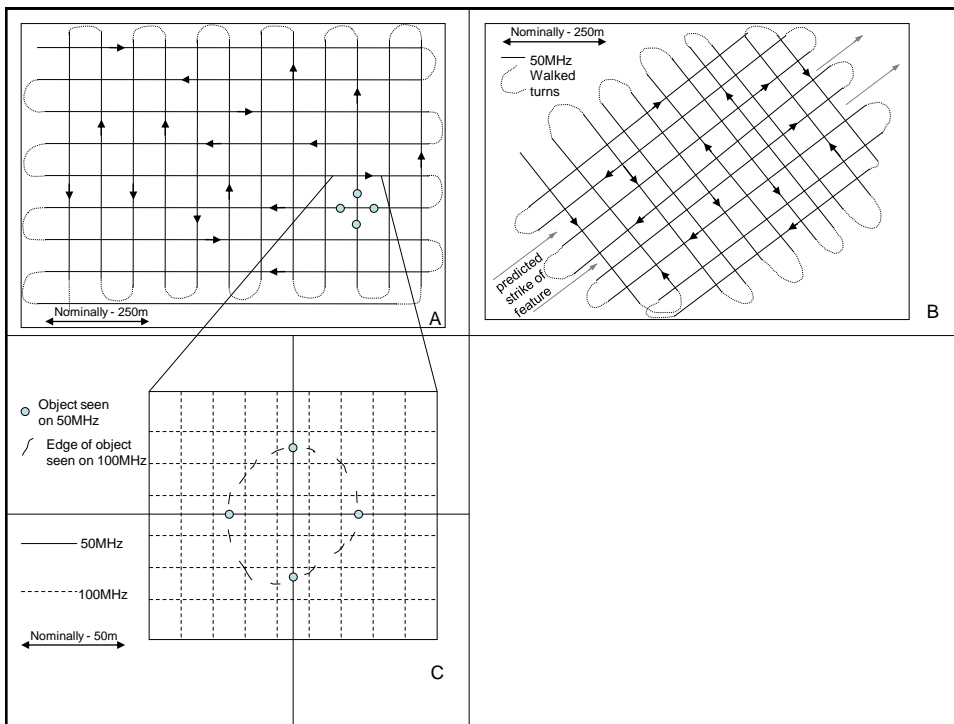 Nominally - 250m
A
Nominally - 250m
50MHz
Walked
turns
predicted
strike of
feature
B
Object seen
on 50MHz
Edge of object
seen on 100MHz
50MHz
100MHz
Nominally - 50m
C